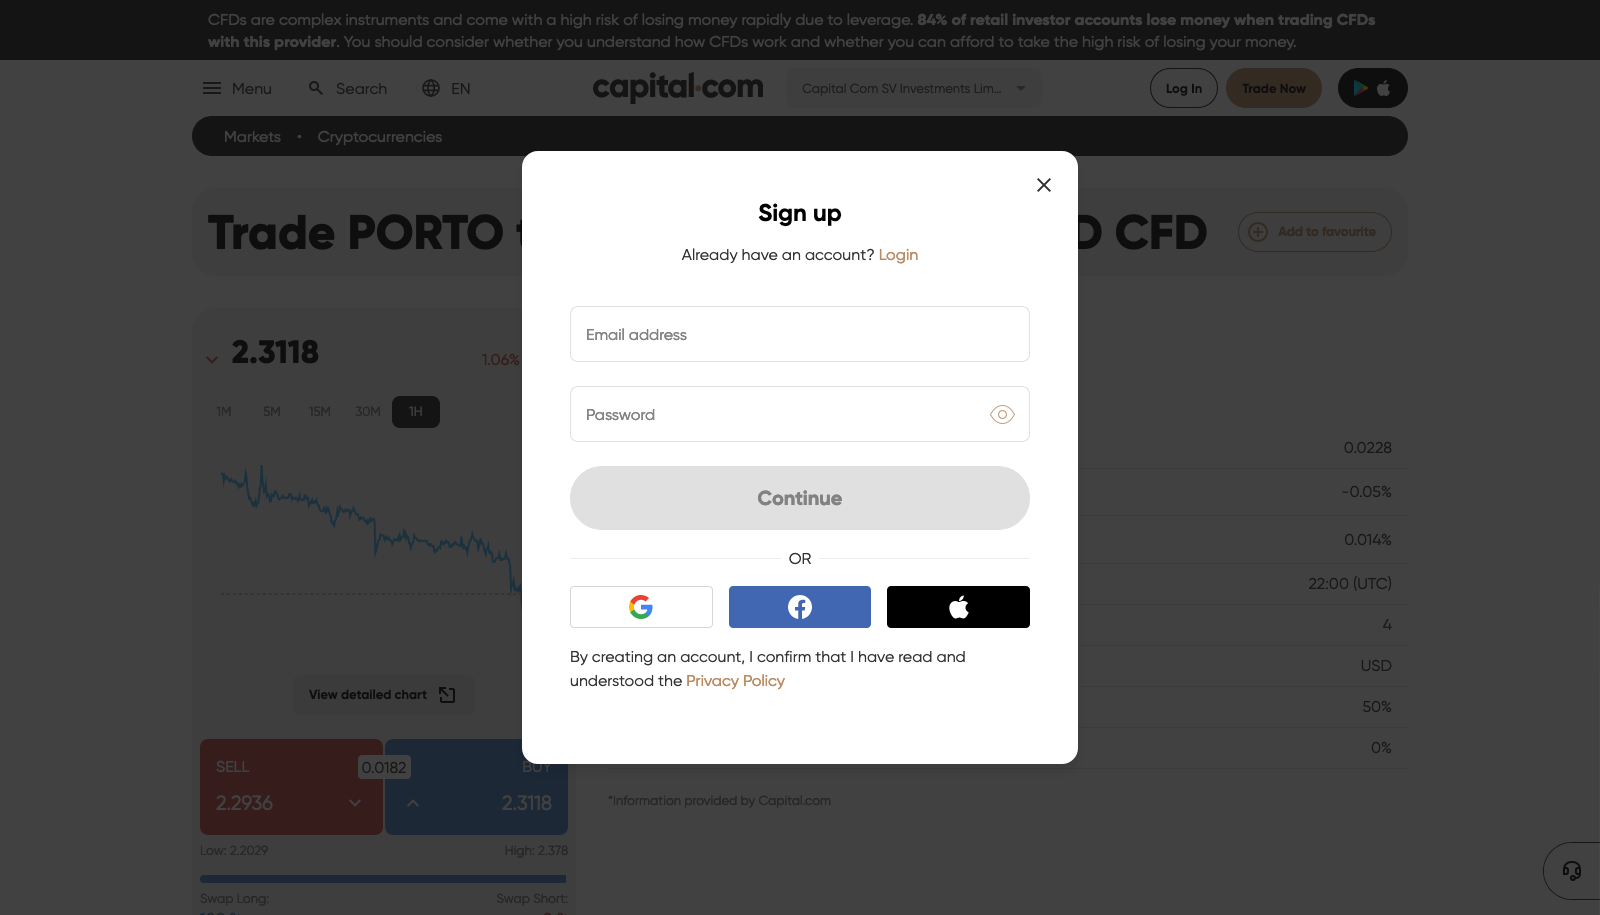 CFDs are complex instruments and come with a high risk of losing money rapidly due to leverage. 84% of retail investor accounts lose money when trading CFDs
with this provider. You should consider whether you understand how CFDs work and whether you can afford to take the high risk of losing your money.
Menu
Search
EN
capital.com
Capital Com SV Investments Lim...
Log In
Trade Now
Markets • Cryptocurrencies
Trade PORTO
CFD
Add to favourite
Sign up
Already have an account? Login
Email address
Password
Continue
OR
By creating an account, I confirm that I have read and
understood the Privacy Policy
2.3118
1.06%
1M 5M 15M 30M 1H
View detailed chart
SELL
0.0182
BUY
2.2936
2.3118
Low: 2.2029
High: 2.378
Swap Long:
Swap Short:
0.0228
-0.05%
0.014%
22:00 (UTC)
4
USD
50%
0%
*Information provided by Capital.com